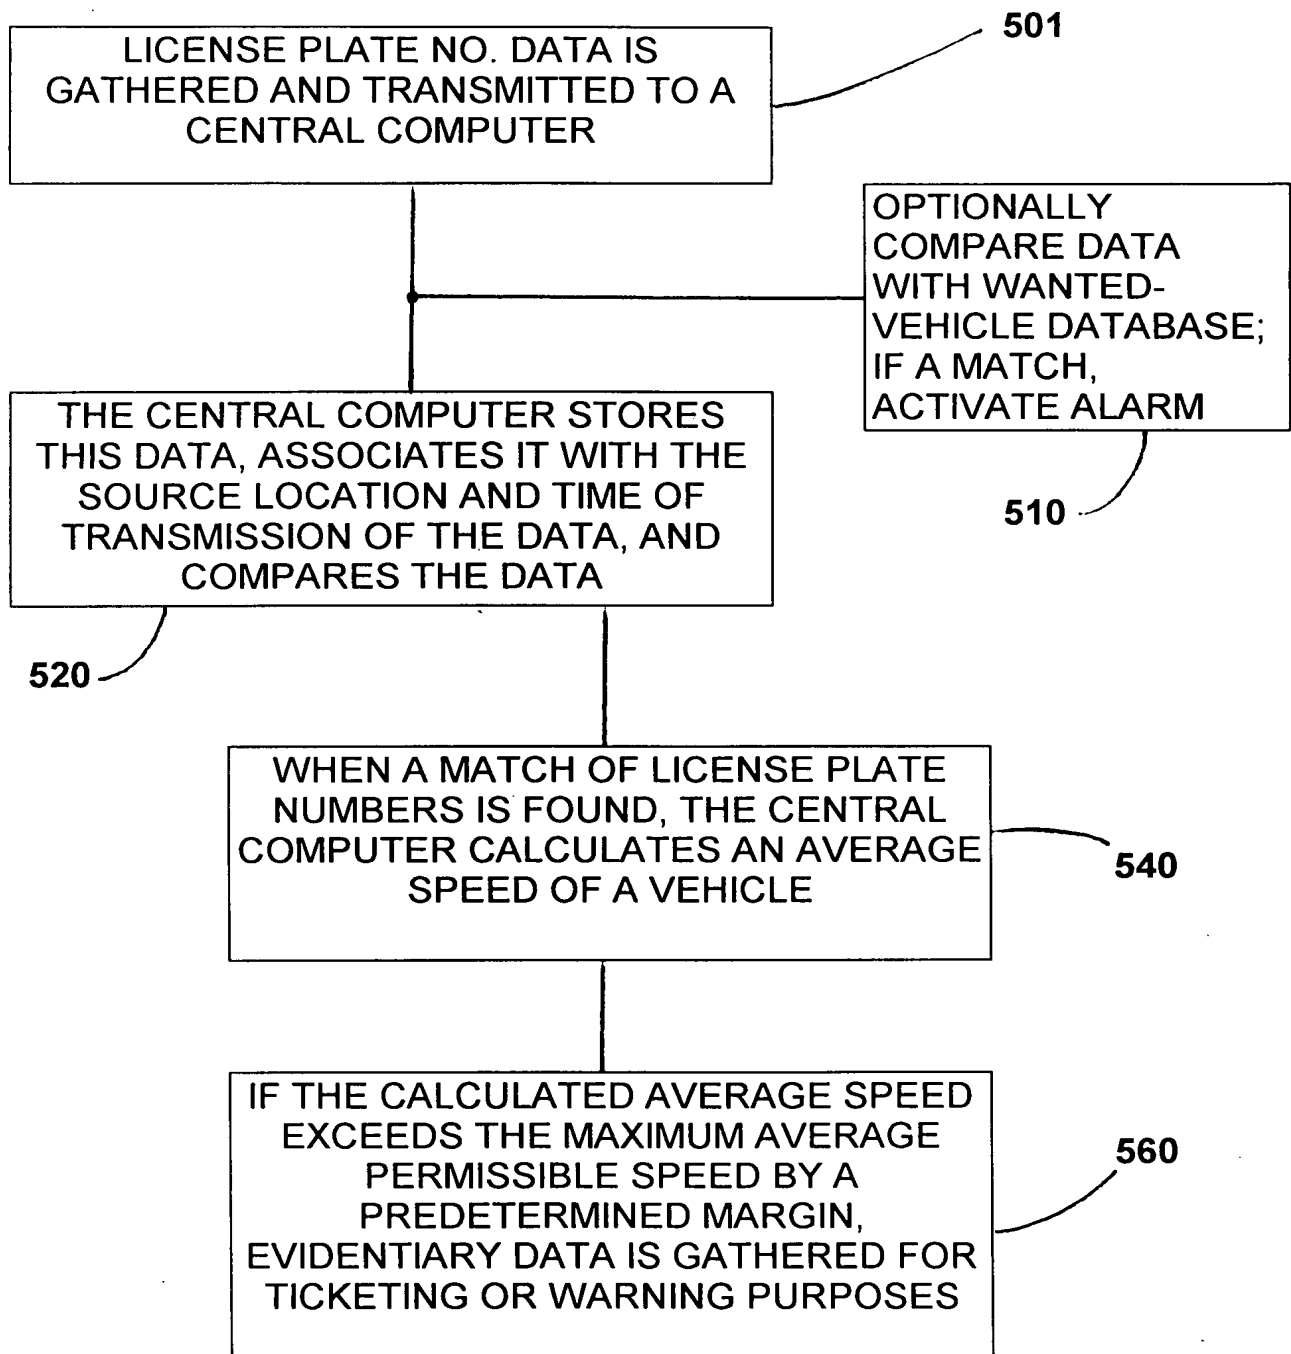 501
LICENSE PLATE NO. DATA IS
GATHERED AND TRANSMITTED TO A
CENTRAL COMPUTER
OPTIONALLY
COMPARE DATA
WITH WANTED-
VEHICLE DATABASE;
IF A MATCH,
ACTIVATE ALARM
510
THE CENTRAL COMPUTER STORES
THIS DATA, ASSOCIATES IT WITH THE
SOURCE LOCATION AND TIME OF
TRANSMISSION OF THE DATA, AND
COMPARES THE DATA
520
WHEN A MATCH OF LICENSE PLATE
NUMBERS IS FOUND, THE CENTRAL
COMPUTER CALCULATES AN AVERAGE
SPEED OF A VEHICLE
540
IF THE CALCULATED AVERAGE SPEED
EXCEEDS THE MAXIMUM AVERAGE
PERMISSIBLE SPEED BY A
PREDETERMINED MARGIN,
EVIDENTIARY DATA IS GATHERED FOR
TICKETING OR WARNING PURPOSES
560